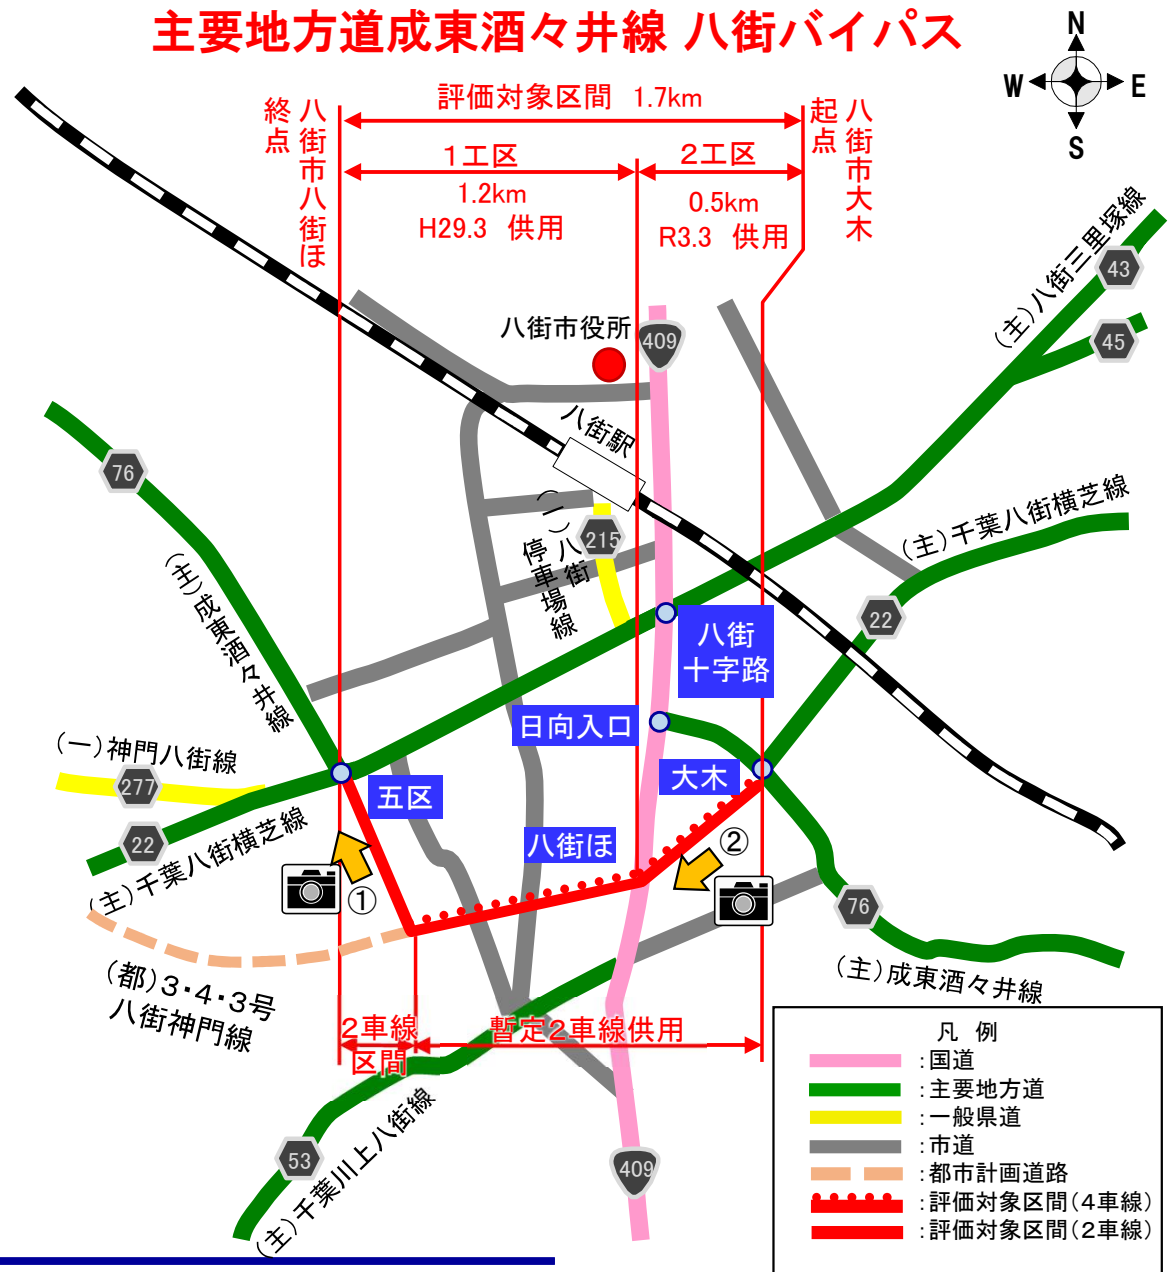 主要地方道成東酒々井線 八街バイパス
N
W
E
S
評価対象区間 1.7km
終点
八街市八街ほ
起点
八街市大木
1工区
1.2km
H29.3 供用
2工区
0.5km
R3.3 供用
八街市役所
409
八街駅
(主)八街三里塚線
43
45
76
(主)成東酒々井線
(一)八街
停車場線
215
(主)千葉八街横芝線
22
八街
十字路
日向入口
大木
五区
八街ほ
(一)神門八街線
277
22
(主)千葉八街横芝線
①
②
(都)3・4・3号
八街神門線
76
(主)成東酒々井線
2車線
区間
暫定2車線供用
53
(主)千葉川上八街線
409
凡 例
:国道
:主要地方道
:一般県道
:市道
:都市計画道路
:評価対象区間(4車線)
:評価対象区間(2車線)